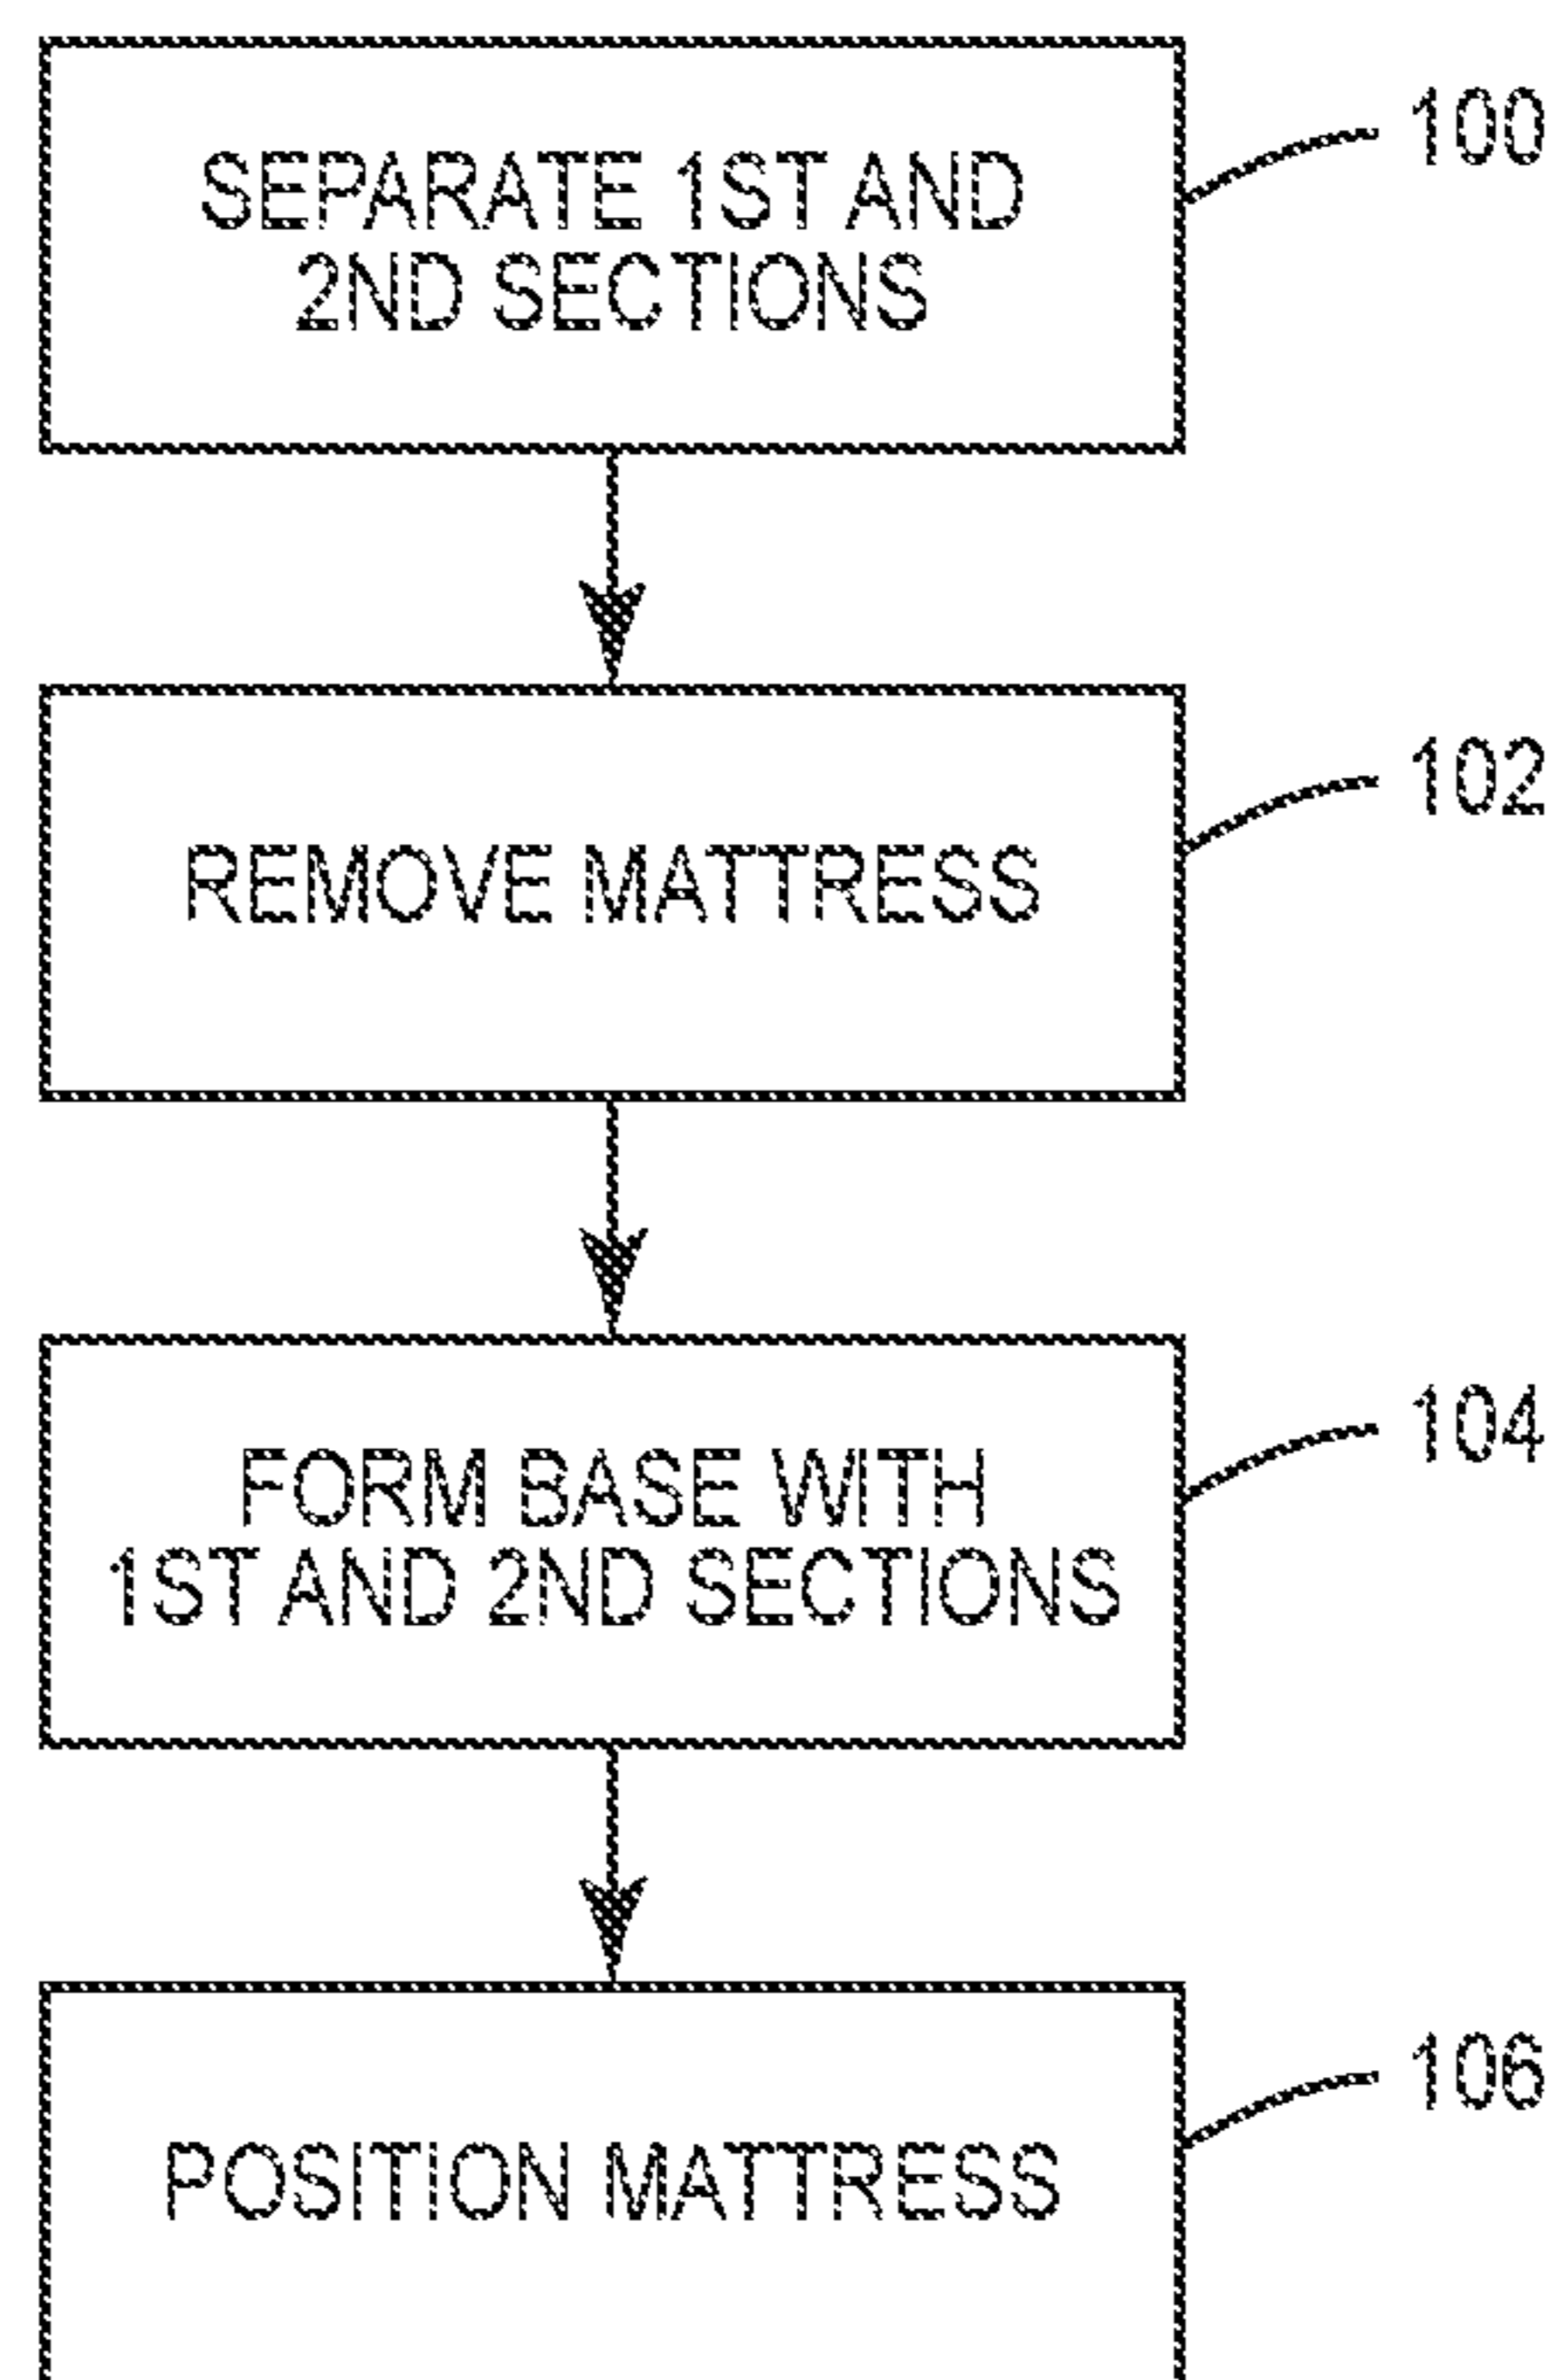 SEPARATE 1ST AND
2ND SECTIONS
100
REMOVE MATTRESS
102
FORM BASE WITH
1ST AND 2ND SECTIONS
104
POSITION MATTRESS
106